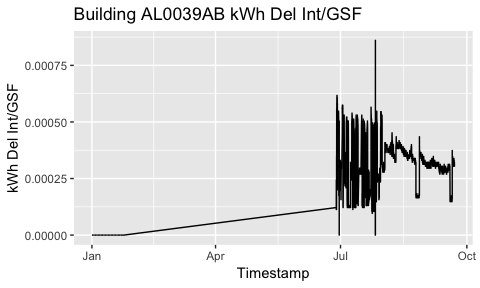 Building AL0039AB kWh Del Int/GSF
kWh Del Int/GSF
0.00075
0.00050
0.00025
0.00000
Jan
Apr
Jul
Oct
Timestamp